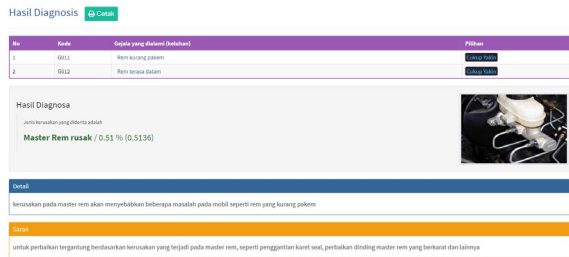 Hasil Diagnosis Cetak
No Kode Gejala yang dialami (keluhan) Pilihan
1 G011 Rem kurang pakem Cukup Yakin
2 G012 Rem terasa dalam Cukup Yakin
Hasil Diagnosa
Jenis kerusakan yang diderita adalah
Master Rem rusak / 0.51 % (0.5136)
Detail
kerusakan pada master rem akan menyebabkan beberapa masalah pada mobil seperti rem yang kurang pakem
Saran
untuk perbaikan tergantung berdasarkan kerusakan yang terjadi pada master rem, seperti penggantian karet seal, perbaikan dinding master rem yang berkarat dan lainnya